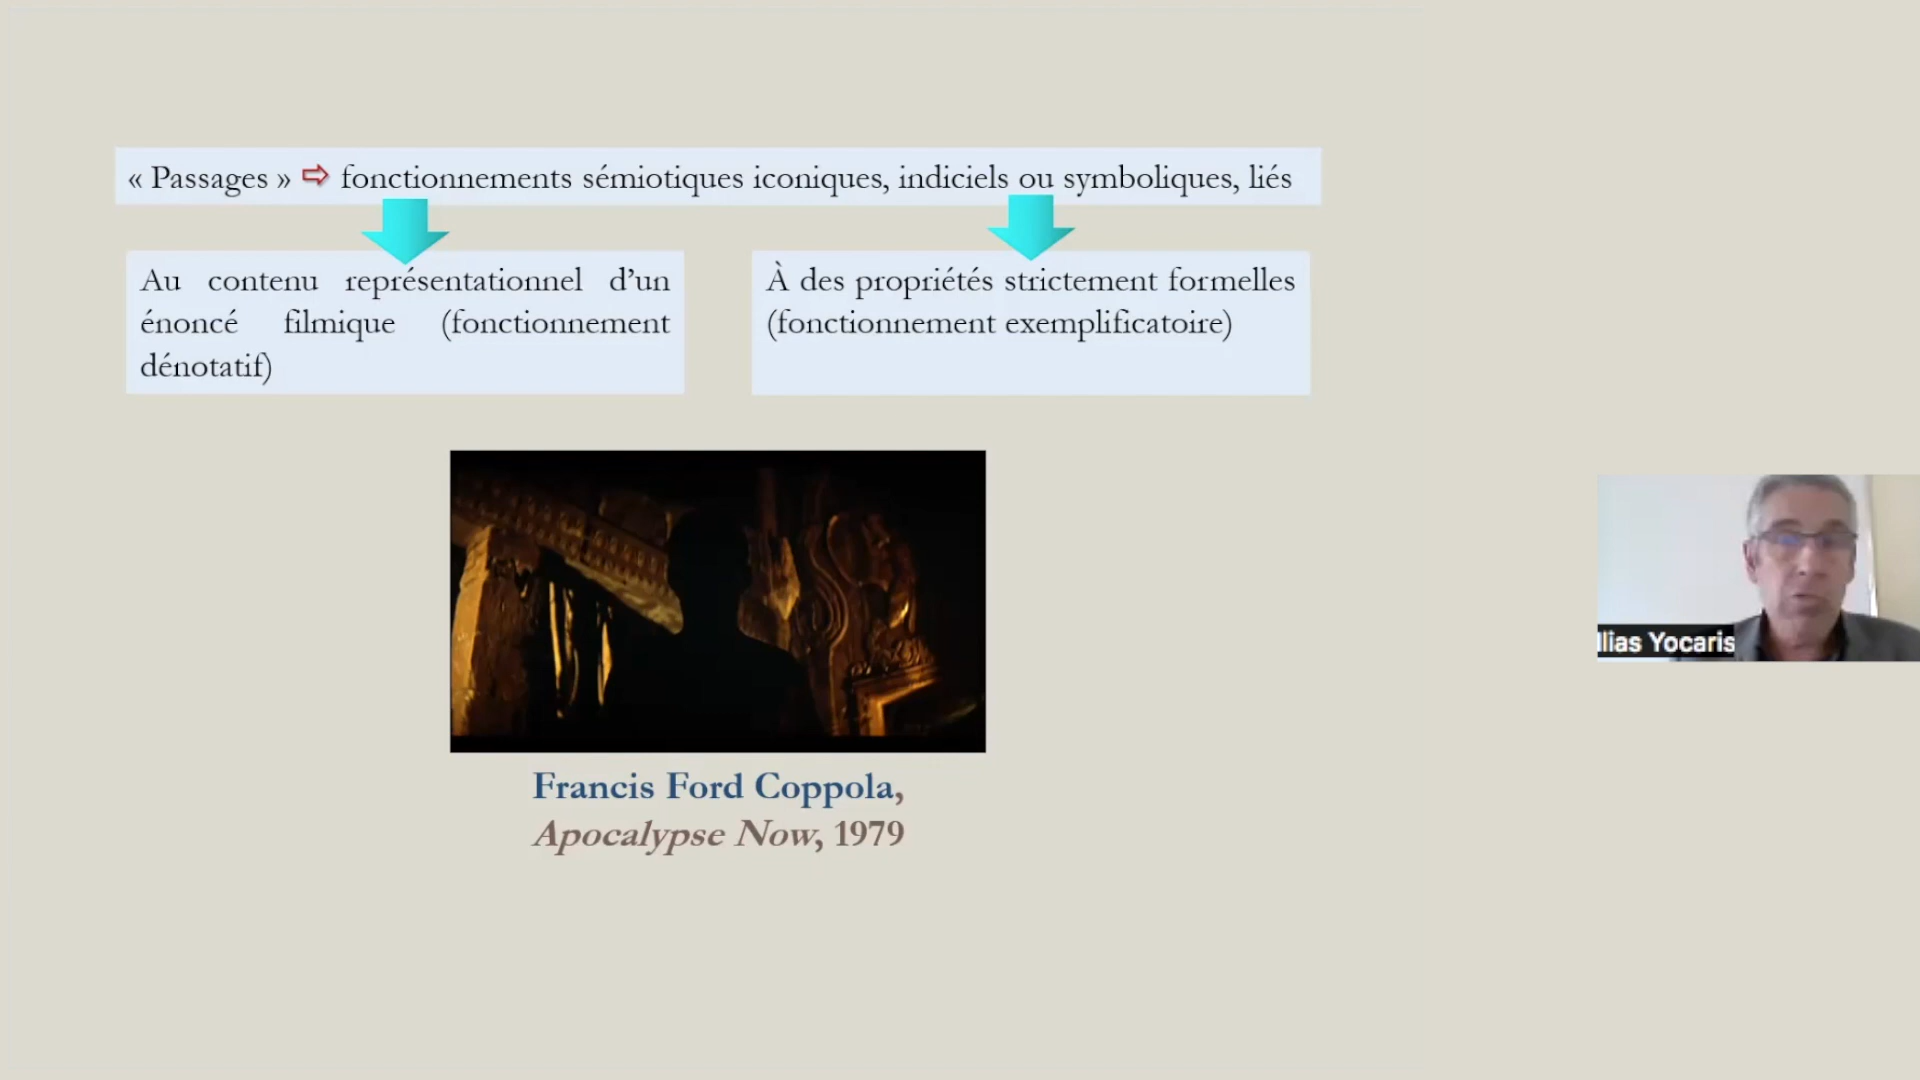 « Passages » ⇨ fonctionnements sémiotiques iconiques, indiciels ou symboliques, liés
Au contenu représentationnel d’un
énoncé filmique (fonctionnement
dénotatif)
À des propriétés strictement formelles
(fonctionnement exemplificatoire)
Francis Ford Coppola,
Apocalypse Now, 1979
Ilias Yocaris